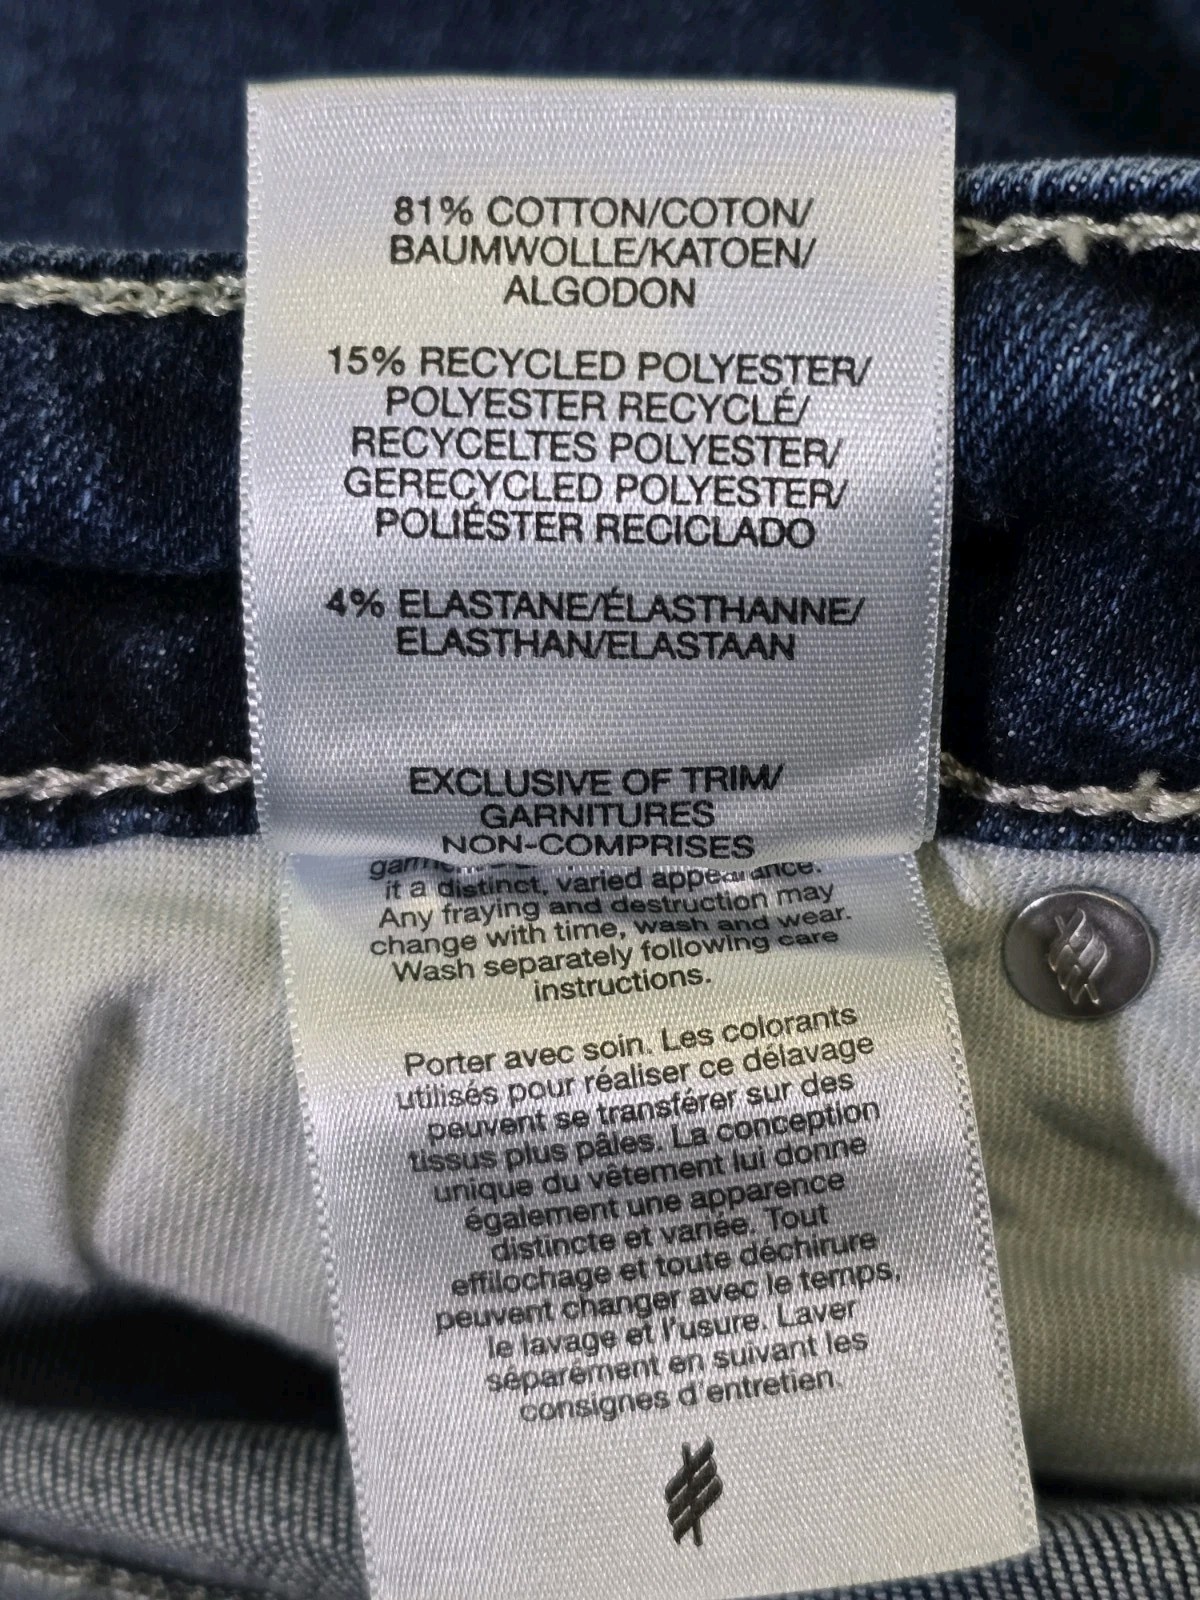 81% COTTON/COTON/
BAUMWOLLE/KATOEN/
ALGODON
15% RECYCLED POLYESTER/
POLYESTER RECYCLÉ/
RECYCELTES POLYESTER/
GERECYCLED POLYESTER/
POLIÉSTER RECICLADO
4% ELASTANE/ÉLASTHANNE/
ELASTHAN/ELASTAAN
EXCLUSIVE OF TRIM/
GARNITURES
NON-COMPRISES
it a distinct, varied appearance.
Any fraying and destruction may
change with time, wash and wear.
Wash separately following care
instructions.
Porter avec soin. Les colorants
utilisés pour réaliser ce délavage
peuvent se transférer sur des
tissus plus pâles. La conception
unique du vêtement lui donne
également une apparence
distincte et variée. Tout
effilochage et toute déchirure
peuvent changer avec le temps,
le lavage et l'usure. Laver
séparément en suivant les
consignes d'entretien.